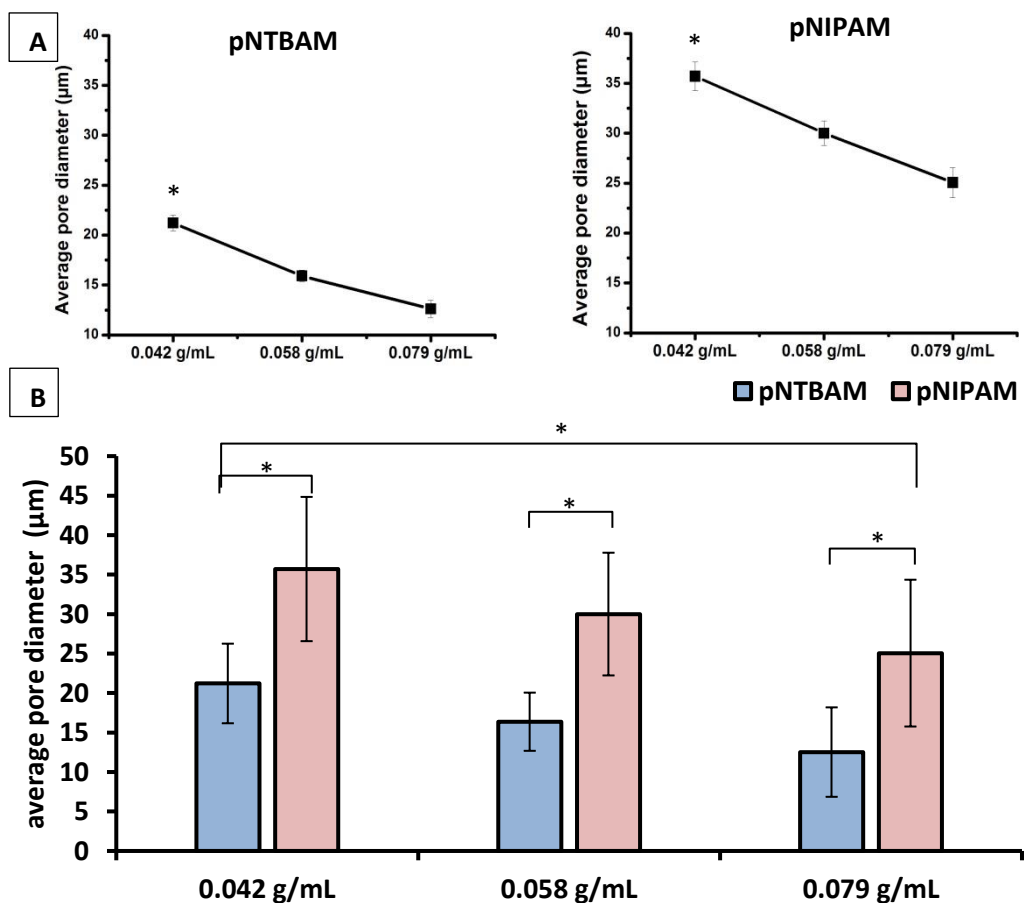 A
pNTBAM
Average pore diameter (µm)
40
35
30
25
20
15
10
*
0.042 g/mL
0.058 g/mL
0.079 g/mL
pNIPAM
Average pore diameter (µm)
40
35
30
25
20
15
10
*
0.042 g/mL
0.058 g/mL
0.079 g/mL
B
pNTBAM pNIPAM
average pore diameter (µm)
50
45
40
35
30
25
20
15
10
5
0
*
*
*
*
0.042 g/mL
0.058 g/mL
0.079 g/mL